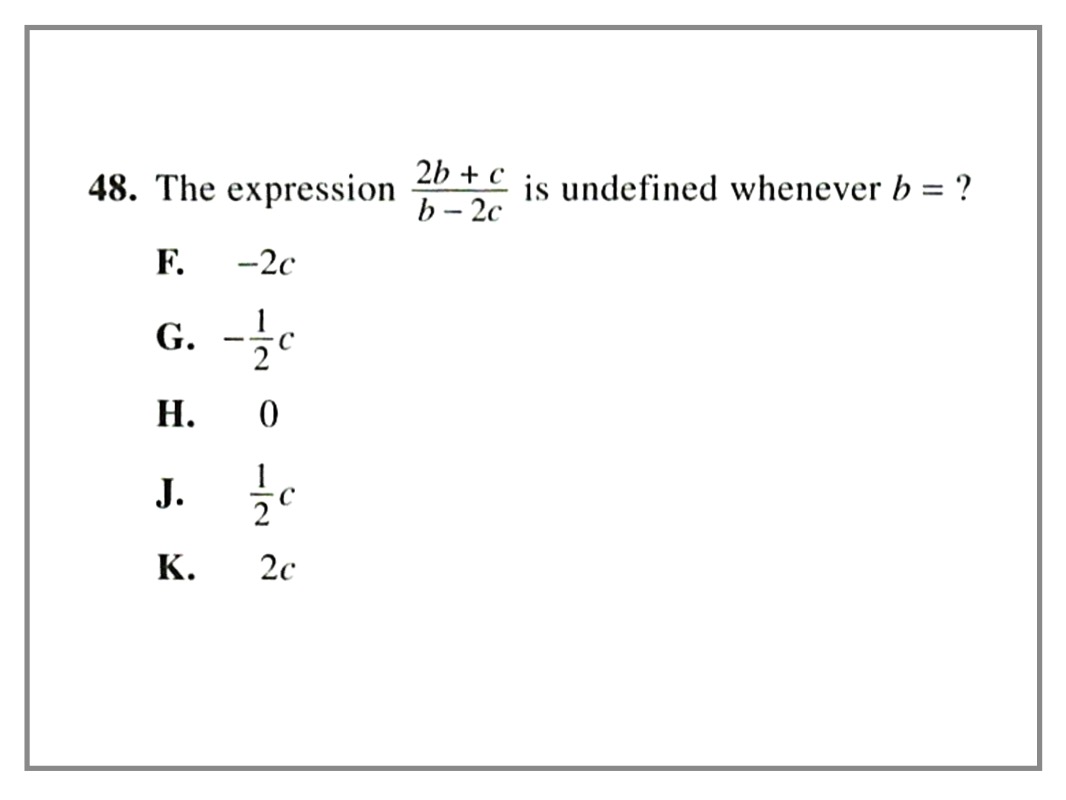 48. The expression \frac{2b + c}{b – 2c} is undefined whenever b = ?
F. –2c
G. –\frac{1}{2}c
H. 0
J. \frac{1}{2}c
K. 2c